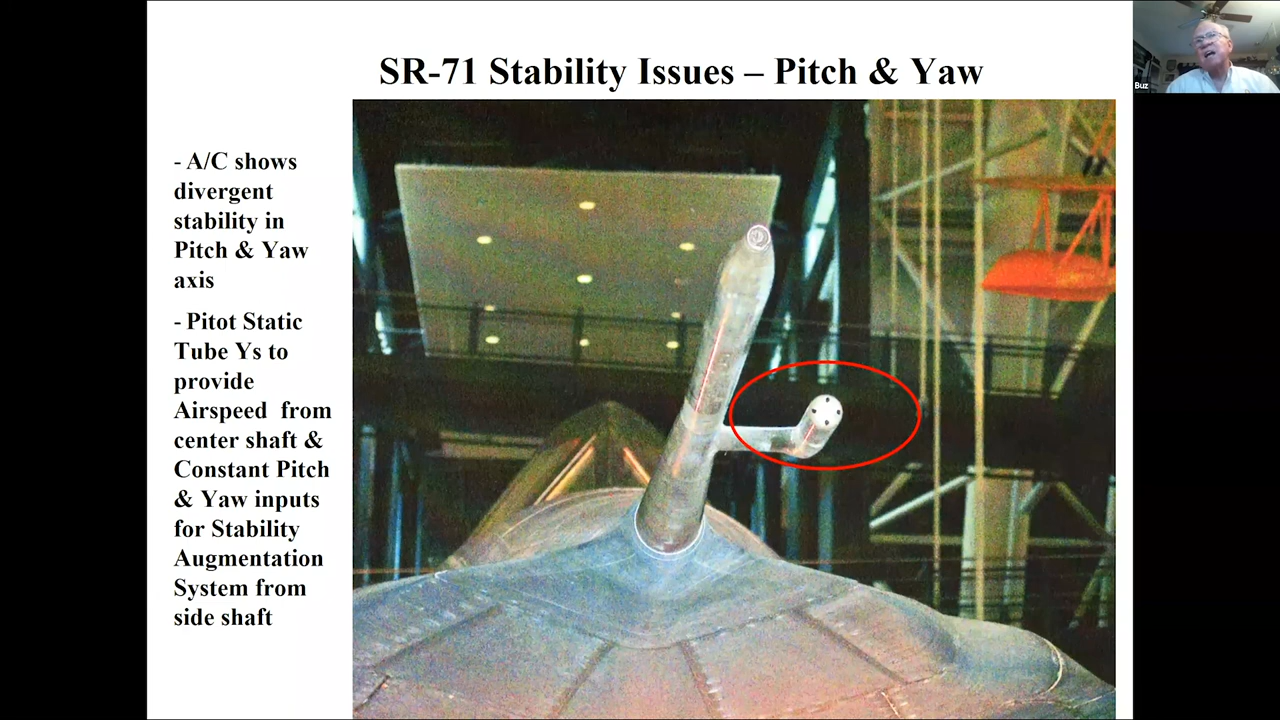 SR-71 Stability Issues – Pitch & Yaw
Buz
- A/C shows
divergent
stability in
Pitch & Yaw
axis
- Pitot Static
Tube Ys to
provide
Airspeed from
center shaft &
Constant Pitch
& Yaw inputs
for Stability
Augmentation
System from
side shaft